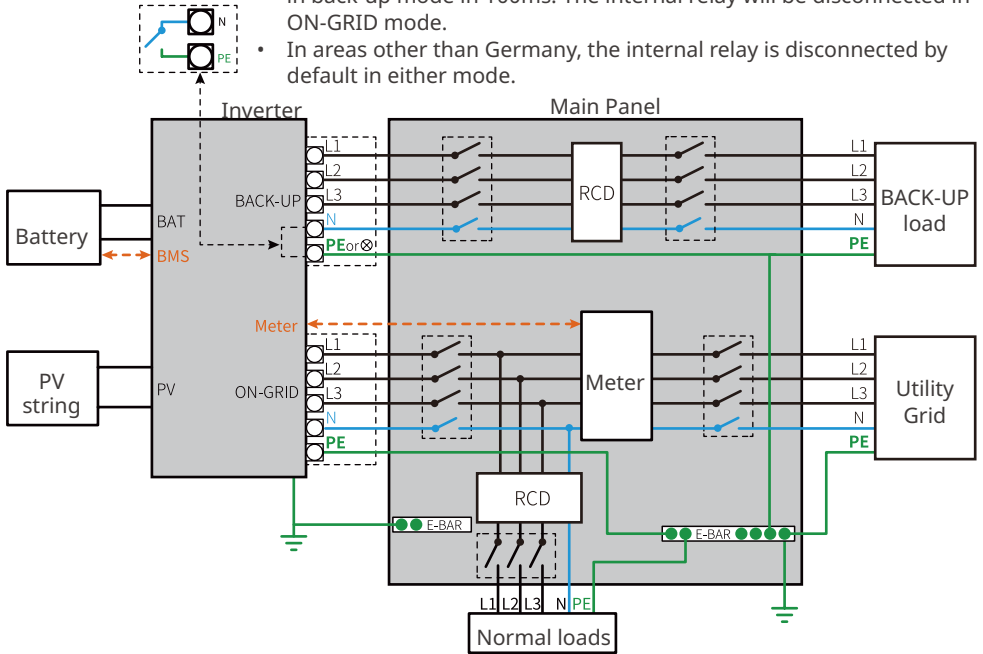 in back-up mode in 100ms. The internal relay will be disconnected in
ON-GRID mode.
• In areas other than Germany, the internal relay is disconnected by
default in either mode.
N
PE
Inverter
Main Panel
L1
L2
L3
N
PEor⊗
BACK-UP
RCD
L1
L2
L3
N
PE
BACK-UP
load
Battery
BAT
BMS
Meter
PV
string
PV
ON-GRID
L1
L2
L3
N
PE
Meter
L1
L2
L3
N
PE
Utility
Grid
RCD
E-BAR
E-BAR
L1 L2 L3 N PE
Normal loads